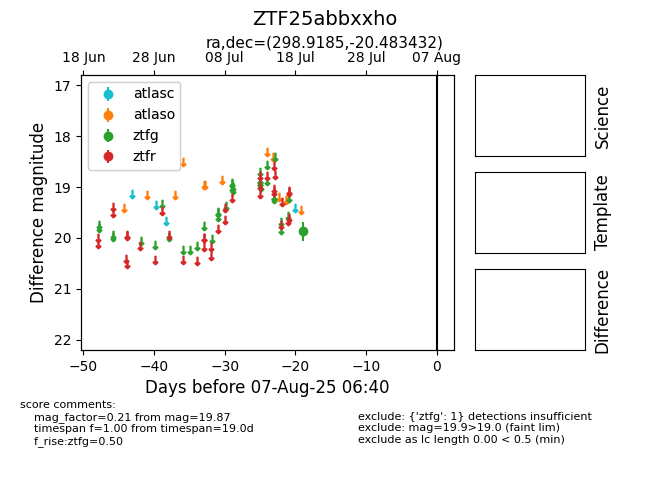 ZTF25abbxxho
ra,dec=(298.9185,-20.483432)
18 Jun 28 Jun 08 Jul 18 Jul 28 Jul 07 Aug
17
18
19
20
21
22
Difference magnitude
atlasc
atlaso
ztfg
ztfr
−50 −40 −30 −20 −10 0
Days before 07-Aug-25 06:40
Science
Template
Difference
score comments:
mag_factor=0.21 from mag=19.87
timespan f=1.00 from timespan=19.0d
f_rise:ztfg=0.50
exclude: {'ztfg': 1} detections insufficient
exclude: mag=19.9>19.0 (faint lim)
exclude as lc length 0.00 < 0.5 (min)